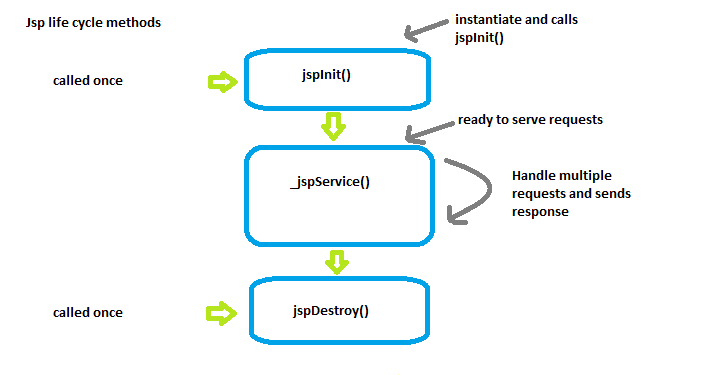 Jsp life cycle methods
instantiate and calls
jspInit()
called once
jspInit()
ready to serve requests
_jspService()
Handle multiple
requests and sends
response
called once
jspDestroy()